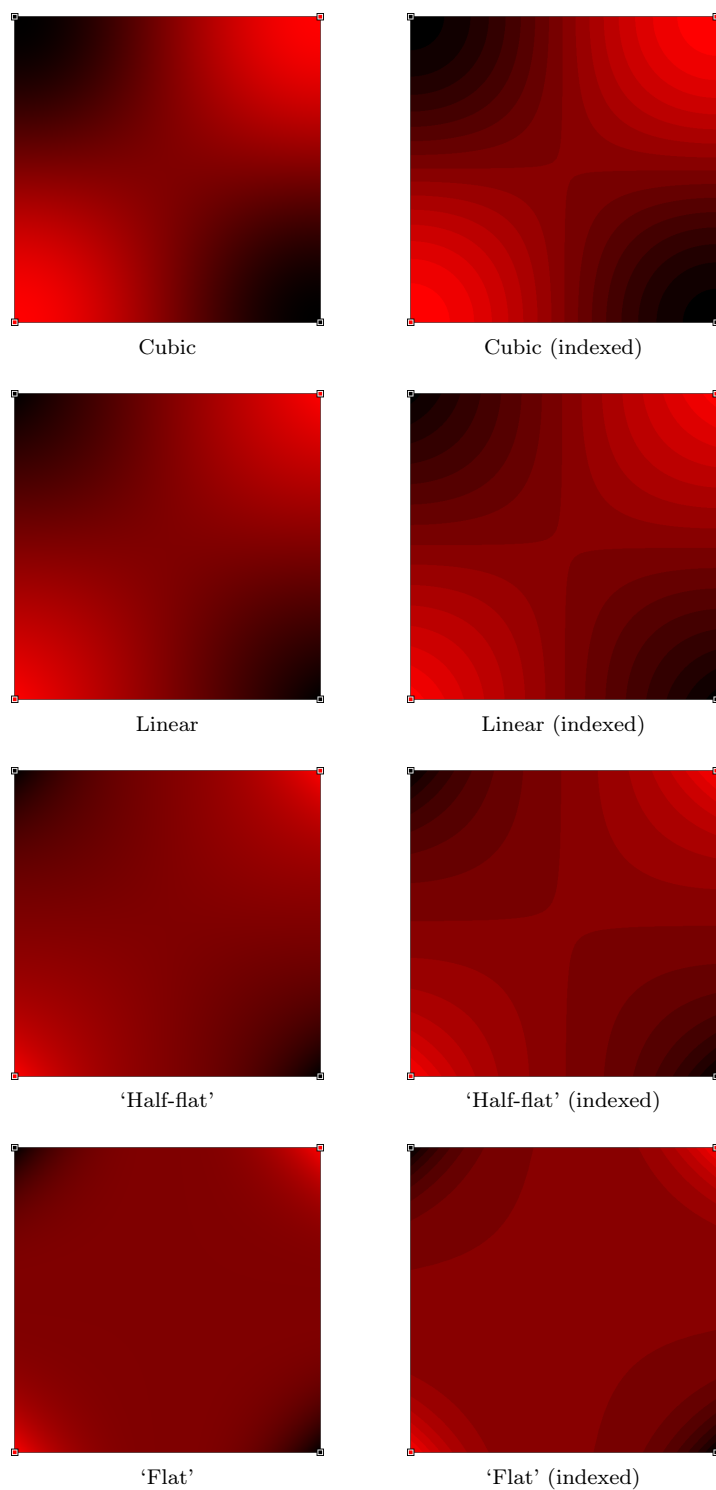 Cubic
Cubic (indexed)
Linear
Linear (indexed)
‘Half-flat’
‘Half-flat’ (indexed)
‘Flat’
‘Flat’ (indexed)